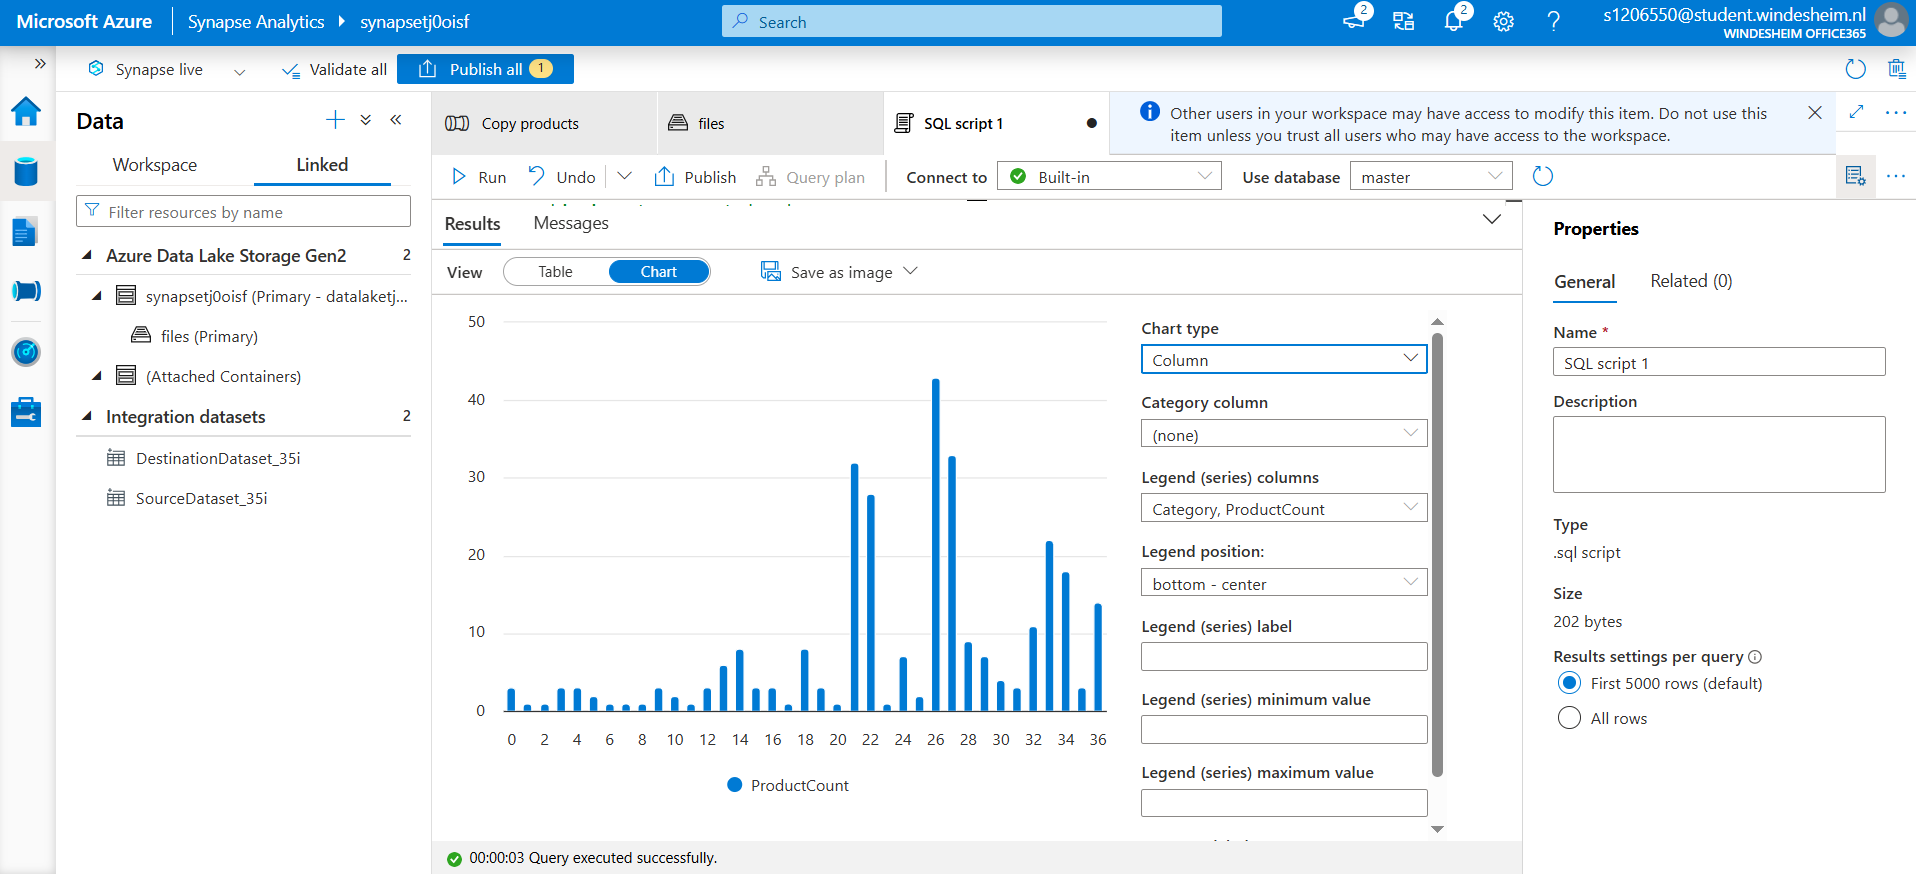 Microsoft Azure
Synapse Analytics
synapsetj0oisf
Search
2
2
s1206550@student.windesheim.nl
WINDESHEIM OFFICE365
Synapse live
Validate all
Publish all 1
Data
Workspace
Linked
Filter resources by name
Azure Data Lake Storage Gen2 2
synapsetj0oisf (Primary - datalaketj...
files (Primary)
(Attached Containers)
Integration datasets 2
DestinationDataset_35i
SourceDataset_35i
Copy products
files
SQL script 1
Other users in your workspace may have access to modify this item. Do not use this
item unless you trust all users who may have access to the workspace.
Run
Undo
Publish
Query plan
Connect to
Built-in
Use database
master
Results
Messages
View
Table
Chart
Save as image
50
40
30
20
10
0
0 2 4 6 8 10 12 14 16 18 20 22 24 26 28 30 32 34 36
ProductCount
Chart type
Column
Category column
(none)
Legend (series) columns
Category, ProductCount
Legend position:
bottom - center
Legend (series) label
Legend (series) minimum value
Legend (series) maximum value
00:00:03 Query executed successfully.
Properties
General
Related (0)
Name *
SQL script 1
Description
Type
.sql script
Size
202 bytes
Results settings per query
First 5000 rows (default)
All rows